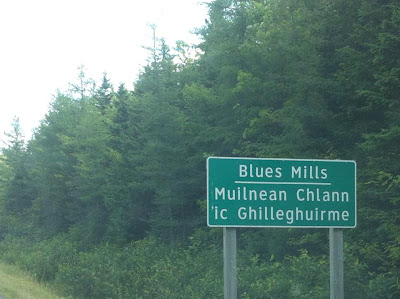 Blues Mills
Muilnean Chlann
'ic Ghilleghuirme